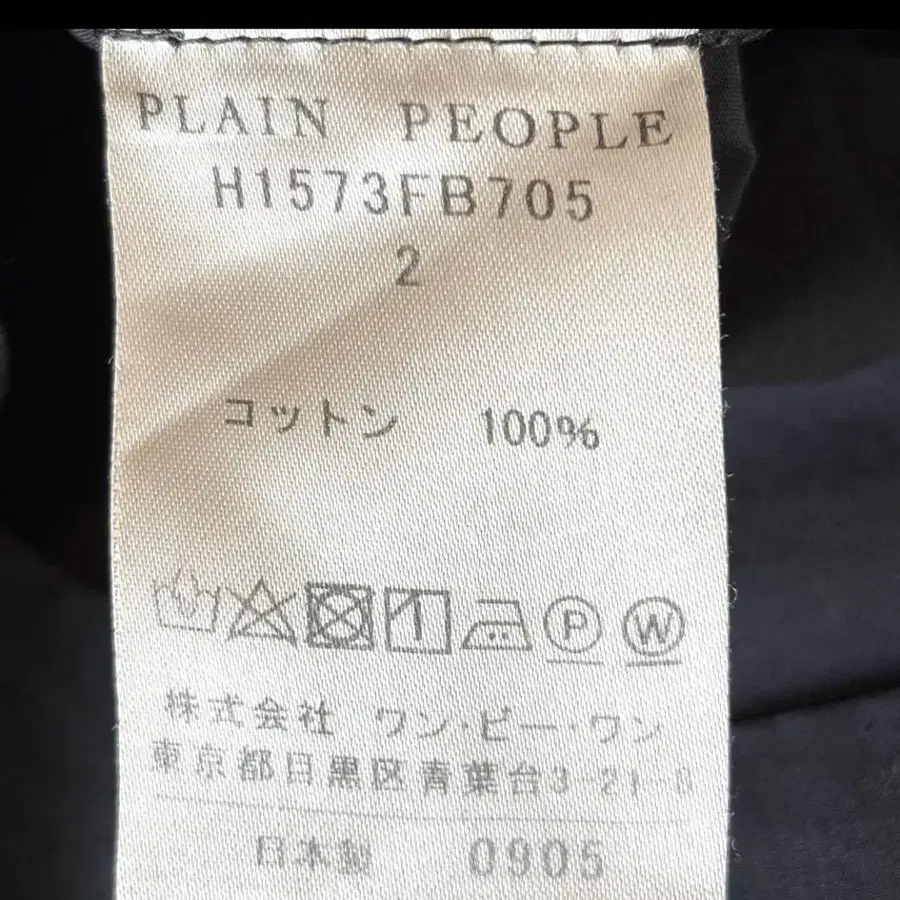 PLAIN PEOPLE
H1573FB705
2
コットン 100%
P W
株式会社 ワン・ビー・ワン
東京都目黒区青葉台3-21-8
日本製 0905